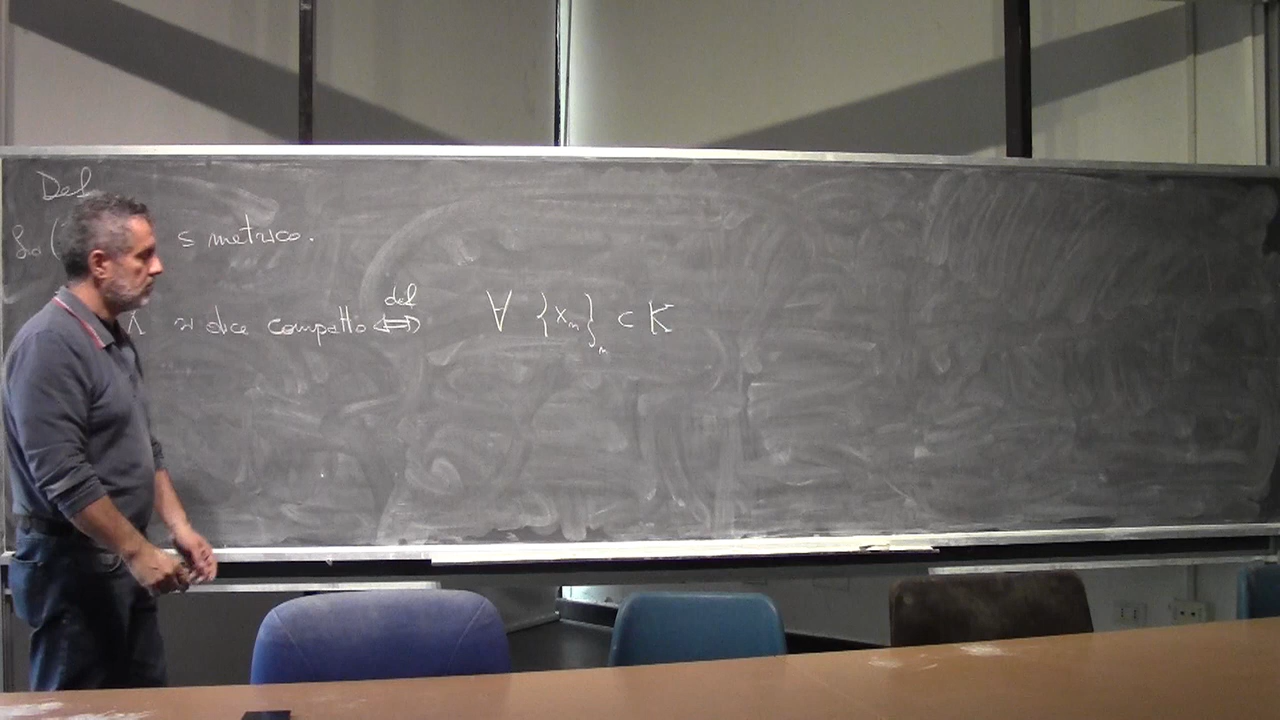 Def
Sia ( s metrico.
K si dice compatto ⟺ def ∀ {xₙ}ₙ ⊂ K